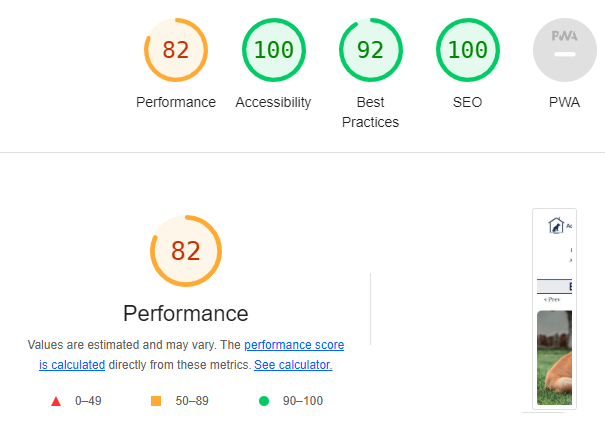 82
100
92
100
PWA
Performance
Accessibility
Best
Practices
SEO
PWA
82
Performance
Values are estimated and may vary. The performance score
is calculated directly from these metrics. See calculator.
0–49
50–89
90–100
‹ Prev